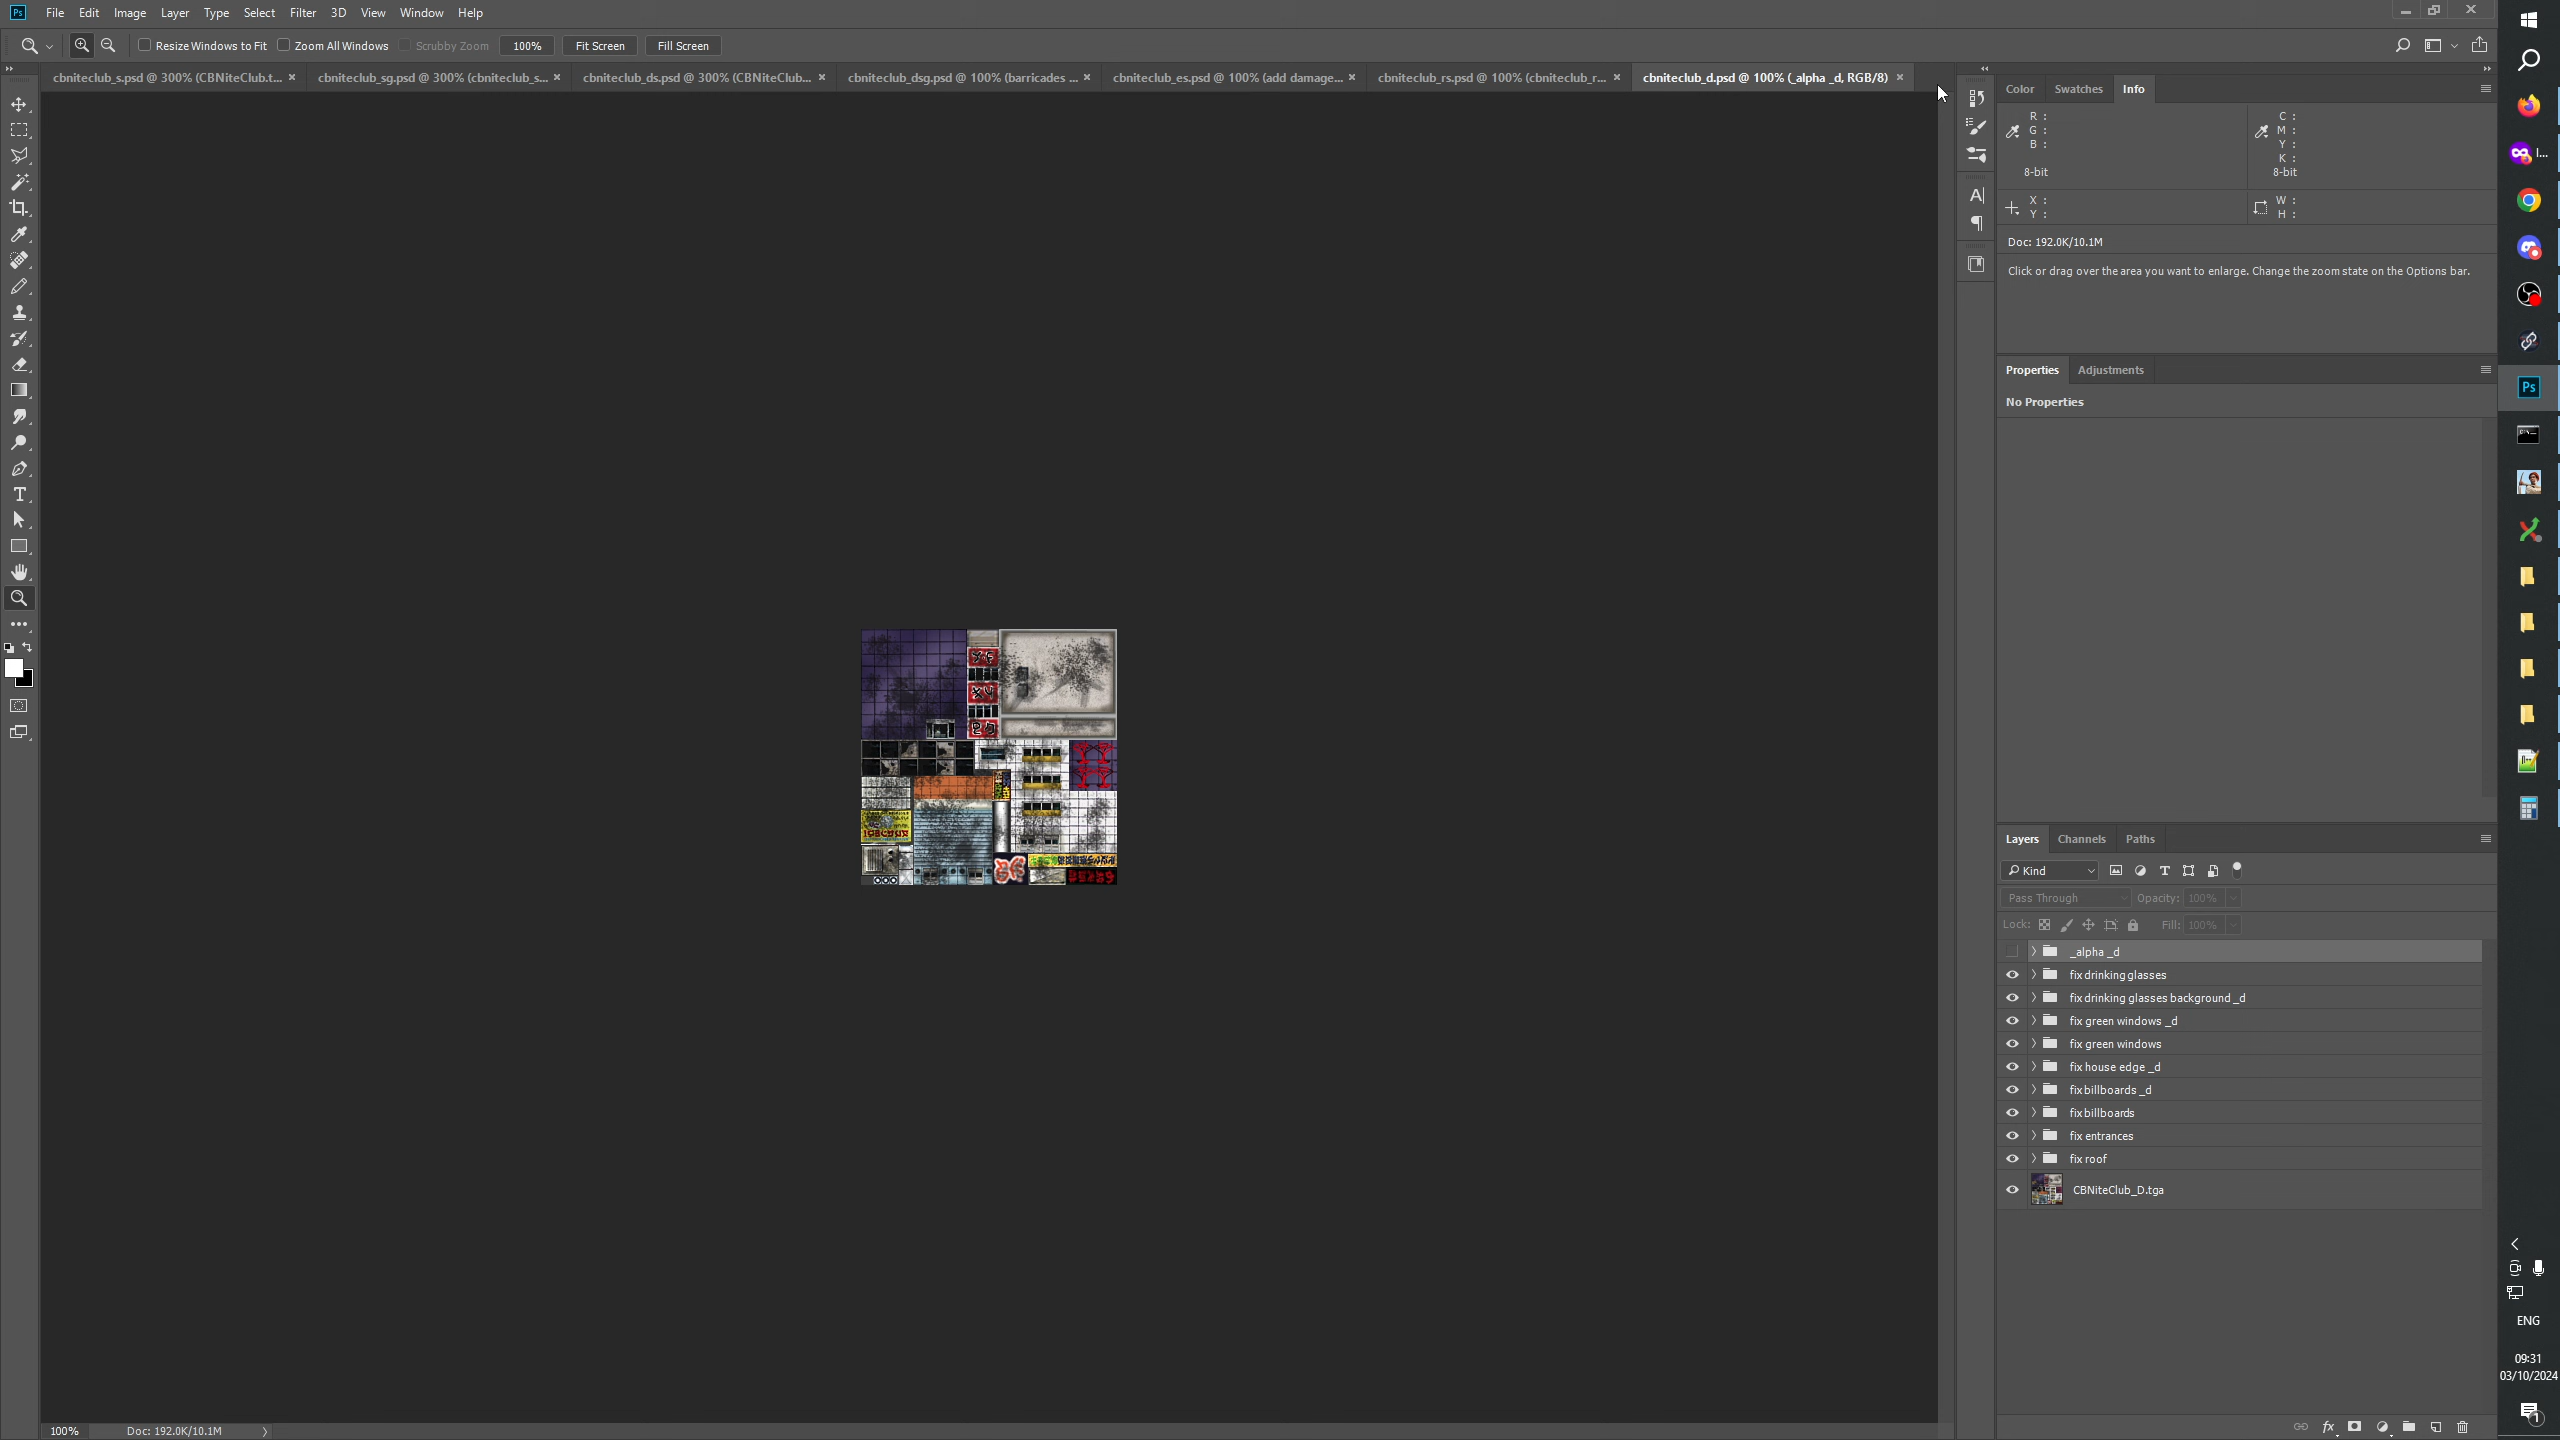 Ps File Edit Image Layer Type Select Filter 3D View Window Help
Resize Windows to Fit Zoom All Windows Scrubby Zoom 100% Fit Screen Fill Screen
cbniteclub_s.psd @ 300% (CBNiteClub.t... × cbniteclub_sg.psd @ 300% (cbniteclub_s... × cbniteclub_ds.psd @ 300% (CBNiteClub... × cbniteclub_dsg.psd @ 100% (barricades ... × cbniteclub_es.psd @ 100% (add damage... × cbniteclub_rs.psd @ 100% (cbniteclub_r... × cbniteclub_d.psd @ 100% (_alpha _d, RGB/8) ×
Color Swatches Info
R : C :
G : M :
B : Y :
K :
8-bit 8-bit
X : W :
Y : H :
Doc: 192.0K/10.1M
Click or drag over the area you want to enlarge. Change the zoom state on the Options bar.
Properties Adjustments
No Properties
Layers Channels Paths
Kind
Pass Through Opacity: 100%
Lock: Fill: 100%
_alpha _d
fix drinking glasses
fix drinking glasses background _d
fix green windows _d
fix green windows
fix house edge _d
fix billboards _d
fix billboards
fix entrances
fix roof
CBNiteClub_D.tga
100% Doc: 192.0K/10.1M
I...
Ps
ENG
09:31
03/10/2024
1